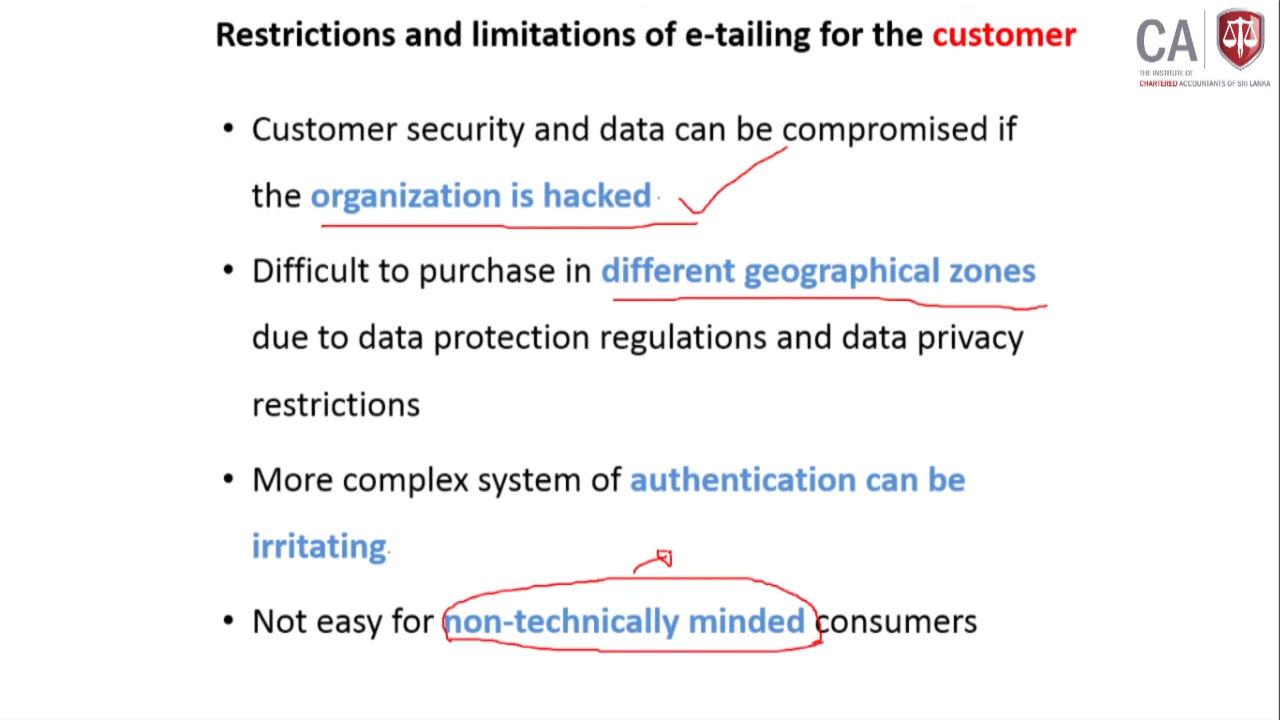 Restrictions and limitations of e-tailing for the customer
CA
THE INSTITUTE OF
CHARTERED ACCOUNTANTS OF SRI LANKA
• Customer security and data can be compromised if
the organization is hacked
• Difficult to purchase in different geographical zones
due to data protection regulations and data privacy
restrictions
• More complex system of authentication can be
irritating
• Not easy for non-technically minded consumers